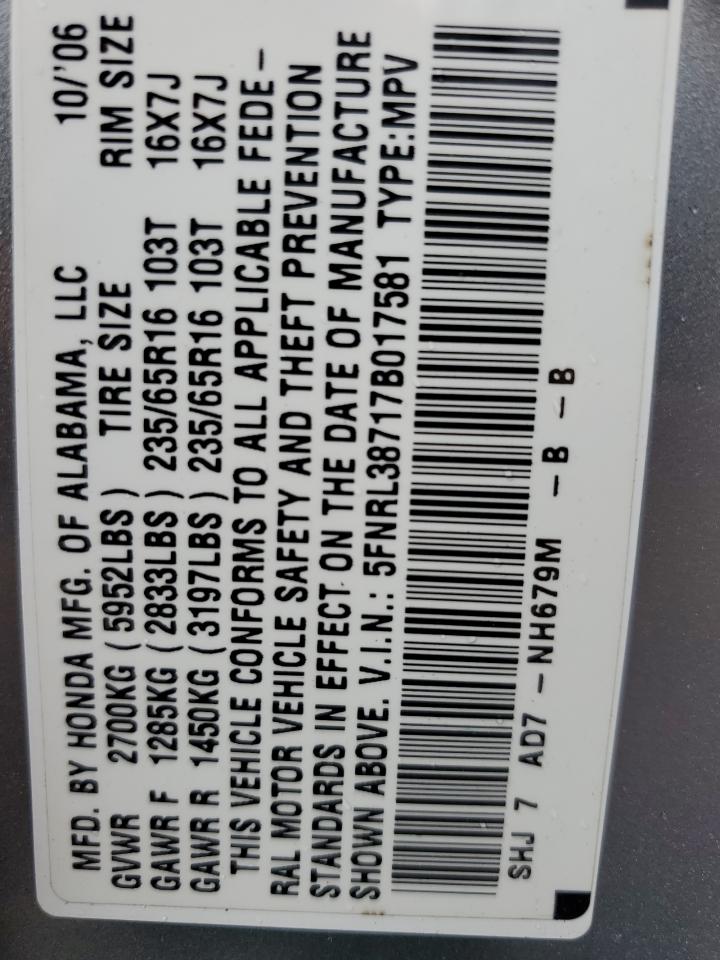 MFD. BY HONDA MFG. OF ALABAMA, LLC 10/'06
GVWR 2700KG ( 5952LBS ) TIRE SIZE RIM SIZE
GAWR F 1285KG ( 2833LBS ) 235/65R16 103T 16X7J
GAWR R 1450KG ( 3197LBS ) 235/65R16 103T 16X7J
THIS VEHICLE CONFORMS TO ALL APPLICABLE FEDE-
RAL MOTOR VEHICLE SAFETY AND THEFT PREVENTION
STANDARDS IN EFFECT ON THE DATE OF MANUFACTURE
SHOWN ABOVE. V.I.N.: 5FNRL38717B017581 TYPE:MPV
SHJ 7 AD7 -NH679M -B -B